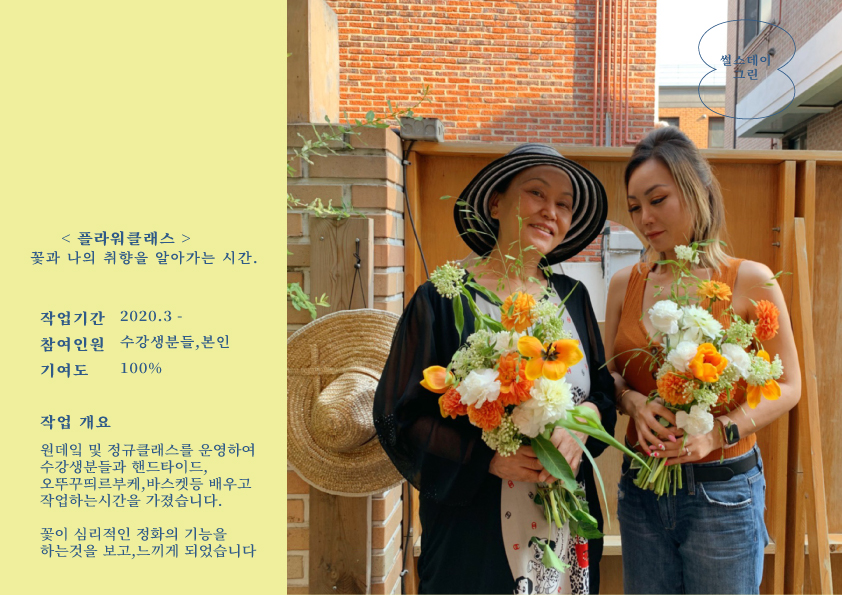 썰스데이
그린
< 플라워클래스 >
꽃과 나의 취향을 알아가는 시간.
작업기간 2020.3 -
참여인원 수강생분들,본인
기여도 100%
작업 개요
원데잌 및 정규클래스를 운영하여
수강생분들과 핸드타이드,
오뚜꾸띄르부케,바스켓등 배우고
작업하는시간을 가졌습니다.
꽃이 심리적인 정화의 기능을
하는것을 보고,느끼게 되었습니다